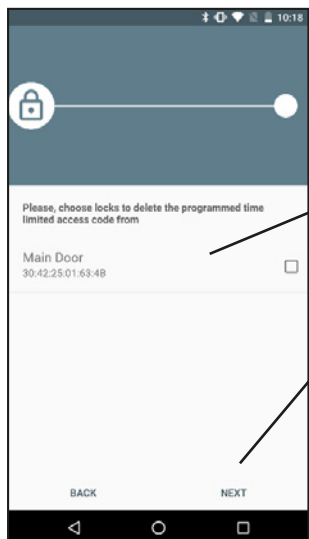 10:18
Please, choose locks to delete the programmed time
limited access code from
Main Door
30:42:25:01:63:4B
BACK NEXT